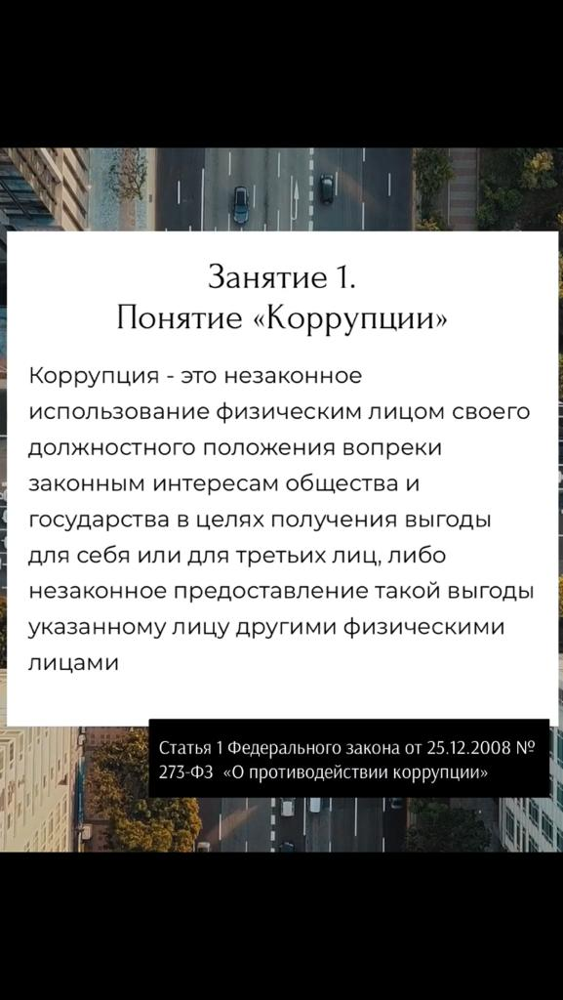 Занятие 1.
Понятие «Коррупции»
Коррупция - это незаконное
использование физическим лицом своего
должностного положения вопреки
законным интересам общества и
государства в целях получения выгоды
для себя или для третьих лиц, либо
незаконное предоставление такой выгоды
указанному лицу другими физическими
лицами
Статья 1 Федерального закона от 25.12.2008 №
273-ФЗ «О противодействии коррупции»